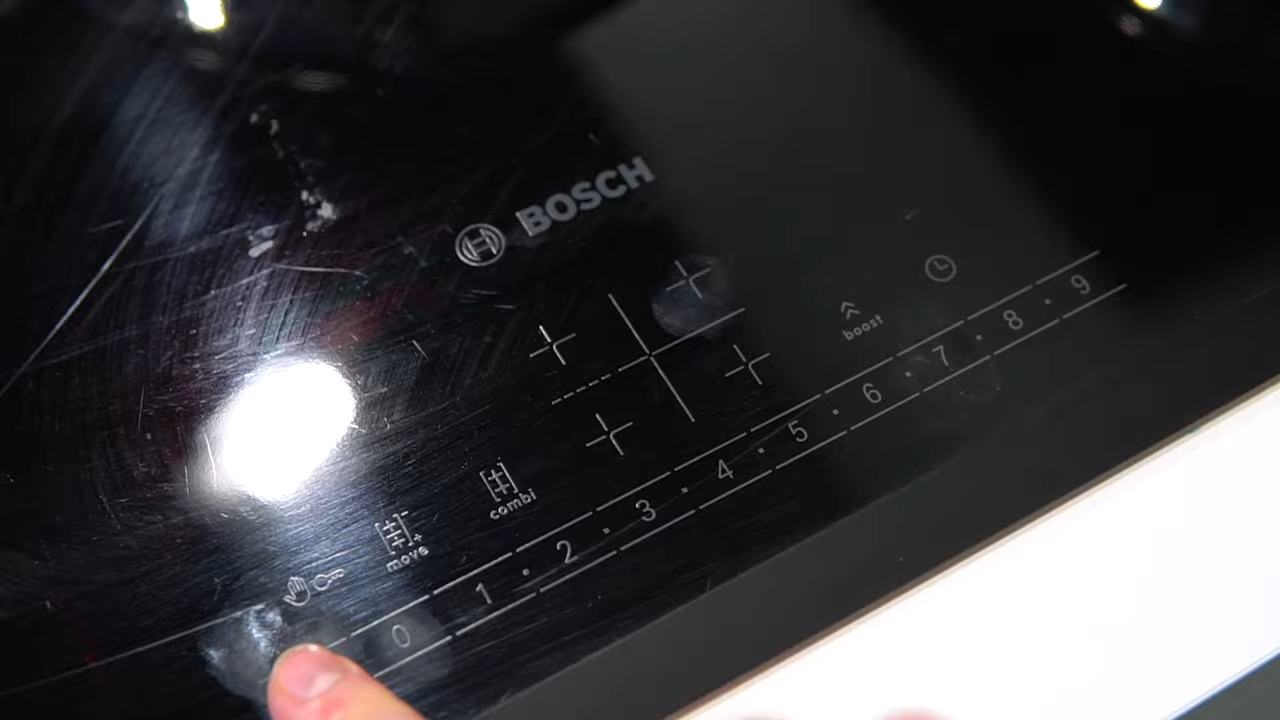 BOSCH
boost
combi
move
0 1 · 2 · 3 · 4 · 5 · 6 · 7 · 8 · 9